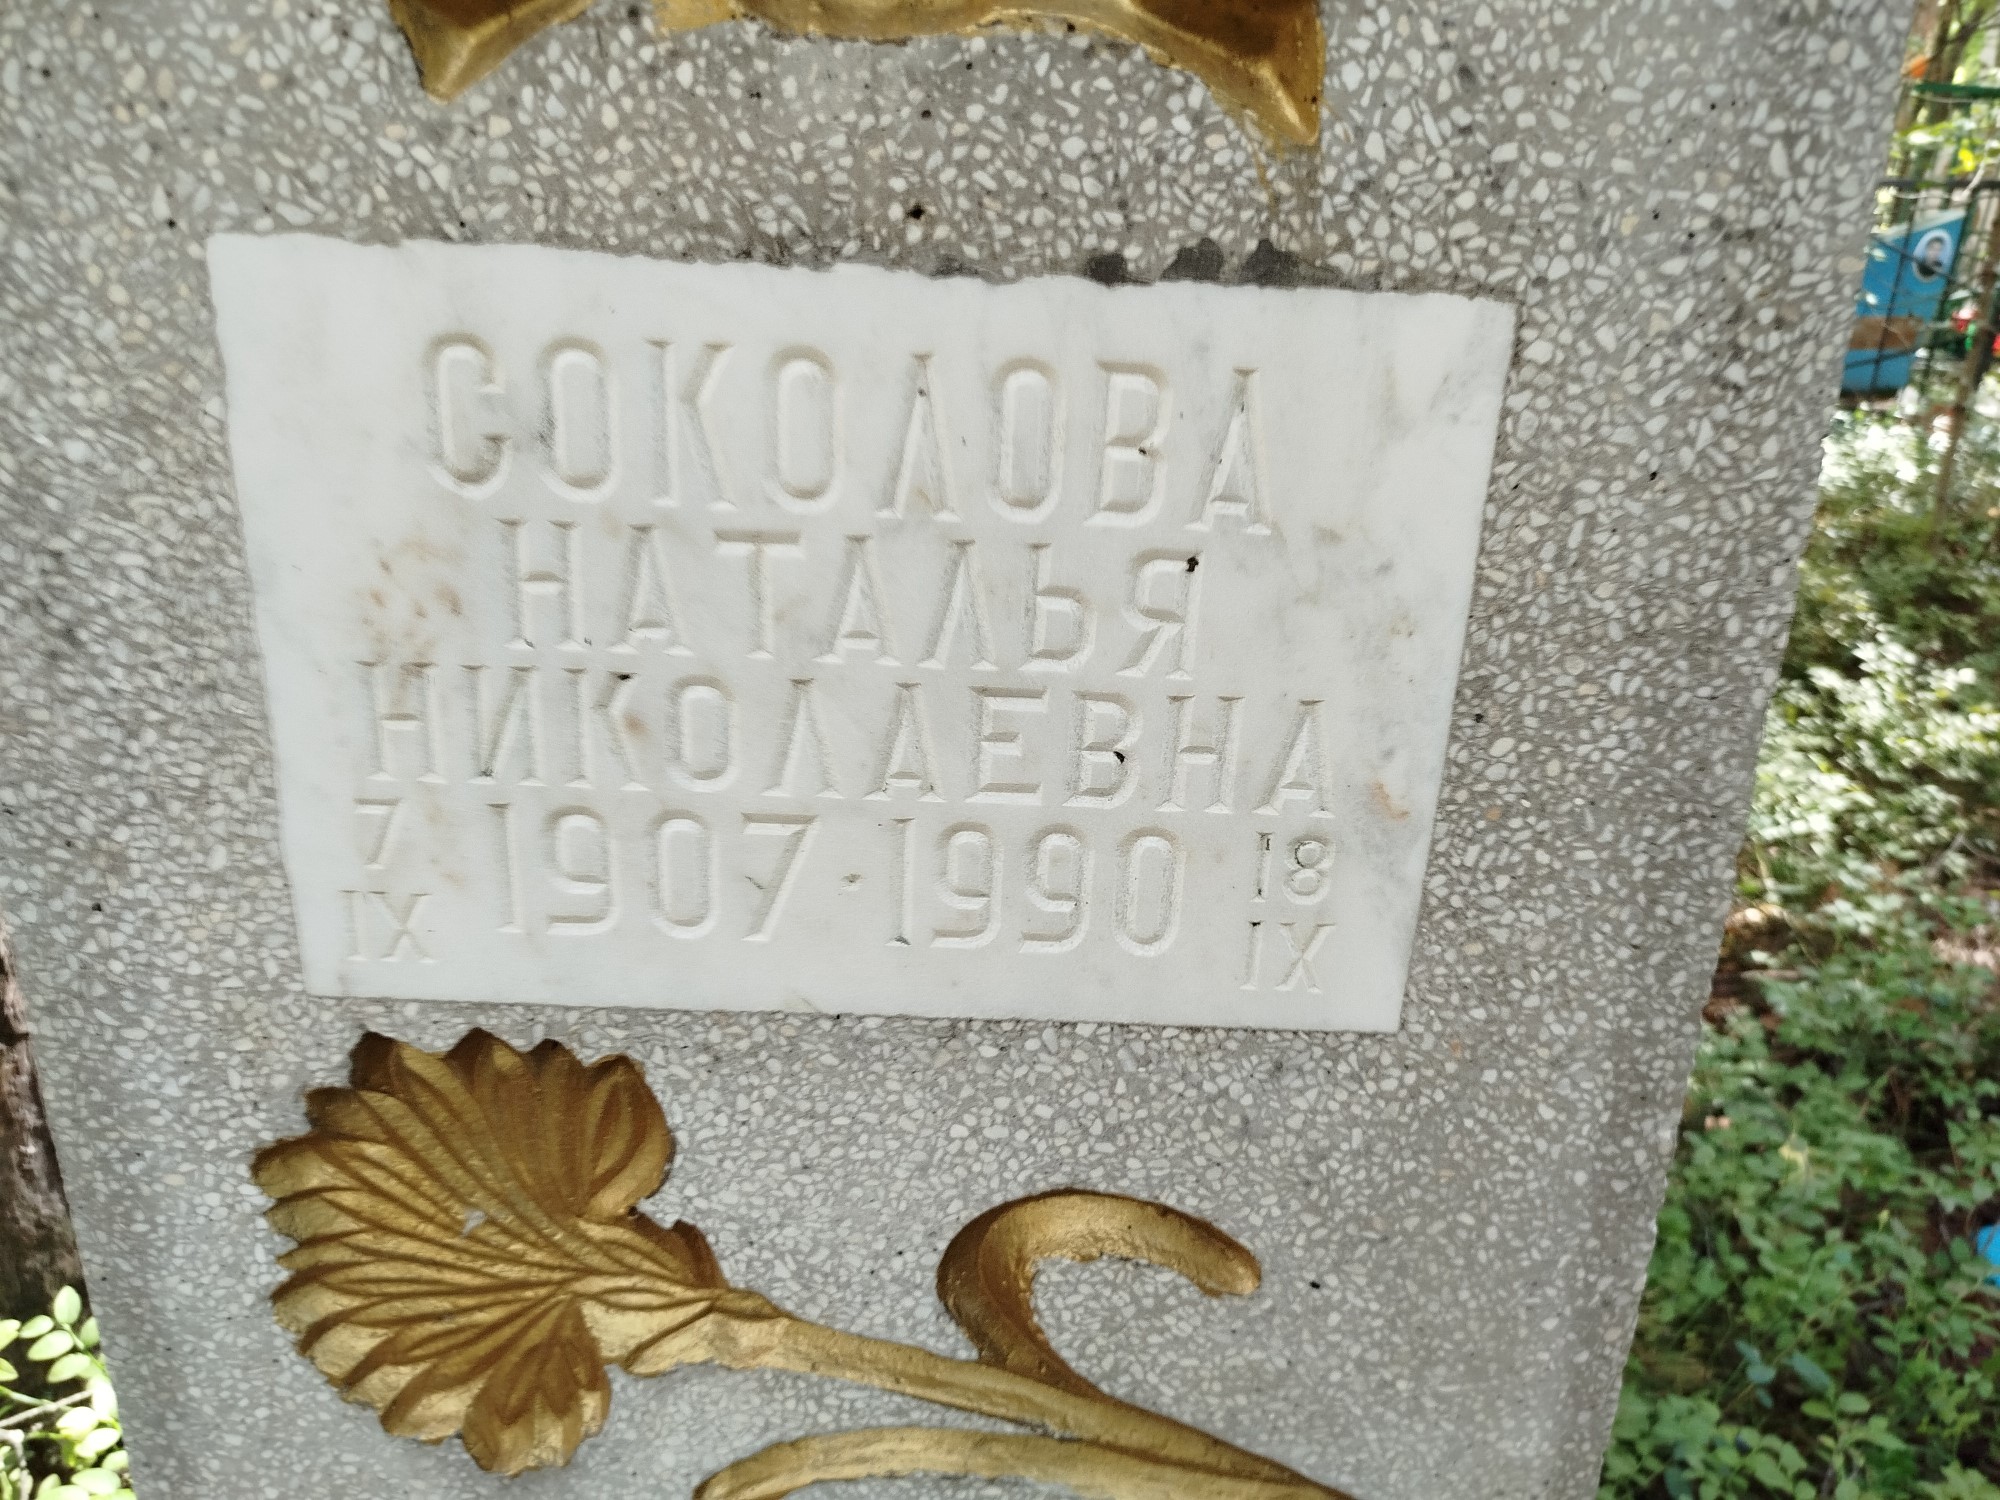 СОКОЛОВА
НАТАЛЬЯ
НИКОЛАЕВНА
7 IX 1907 · 1990 18 IX